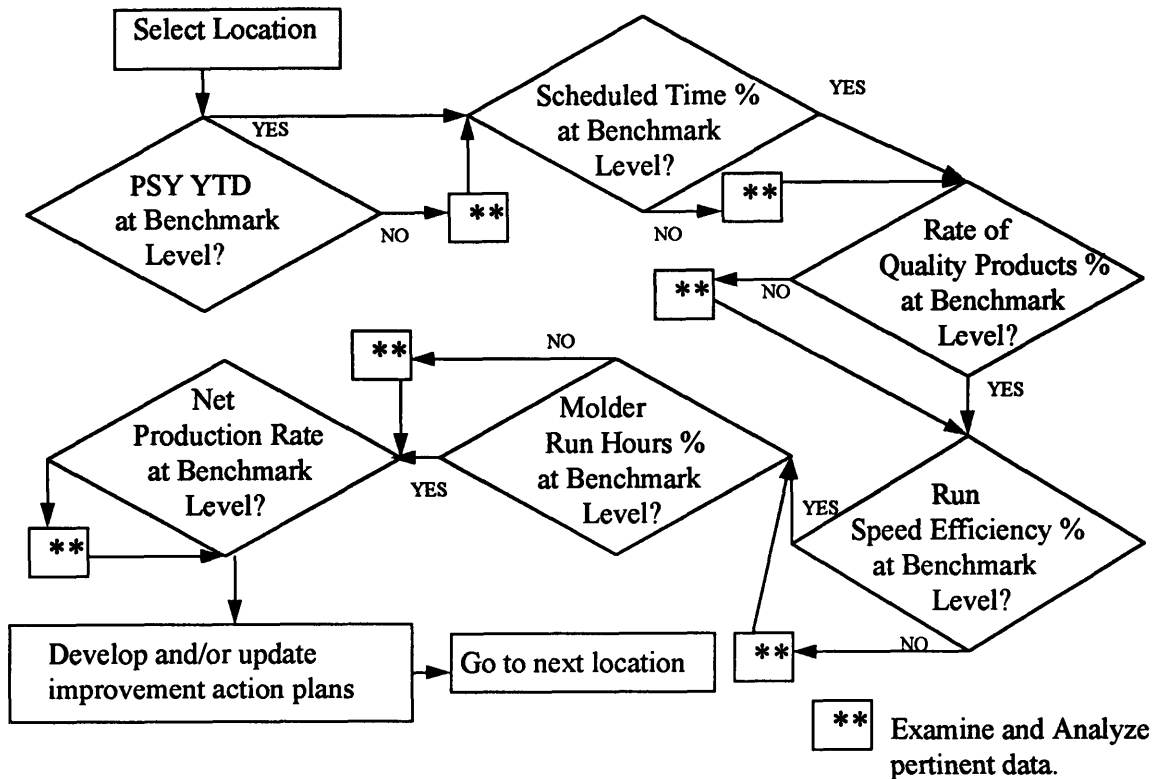 Select Location
YES
PSY YTD
at Benchmark
Level?
NO
**
Scheduled Time %
at Benchmark
Level?
YES
NO
**
Rate of
Quality Products %
at Benchmark
Level?
NO
**
YES
Run
Speed Efficiency %
at Benchmark
Level?
YES
NO
**
Molder
Run Hours %
at Benchmark
Level?
NO
**
YES
Net
Production Rate
at Benchmark
Level?
**
Develop and/or update
improvement action plans
Go to next location
** Examine and Analyze
pertinent data.